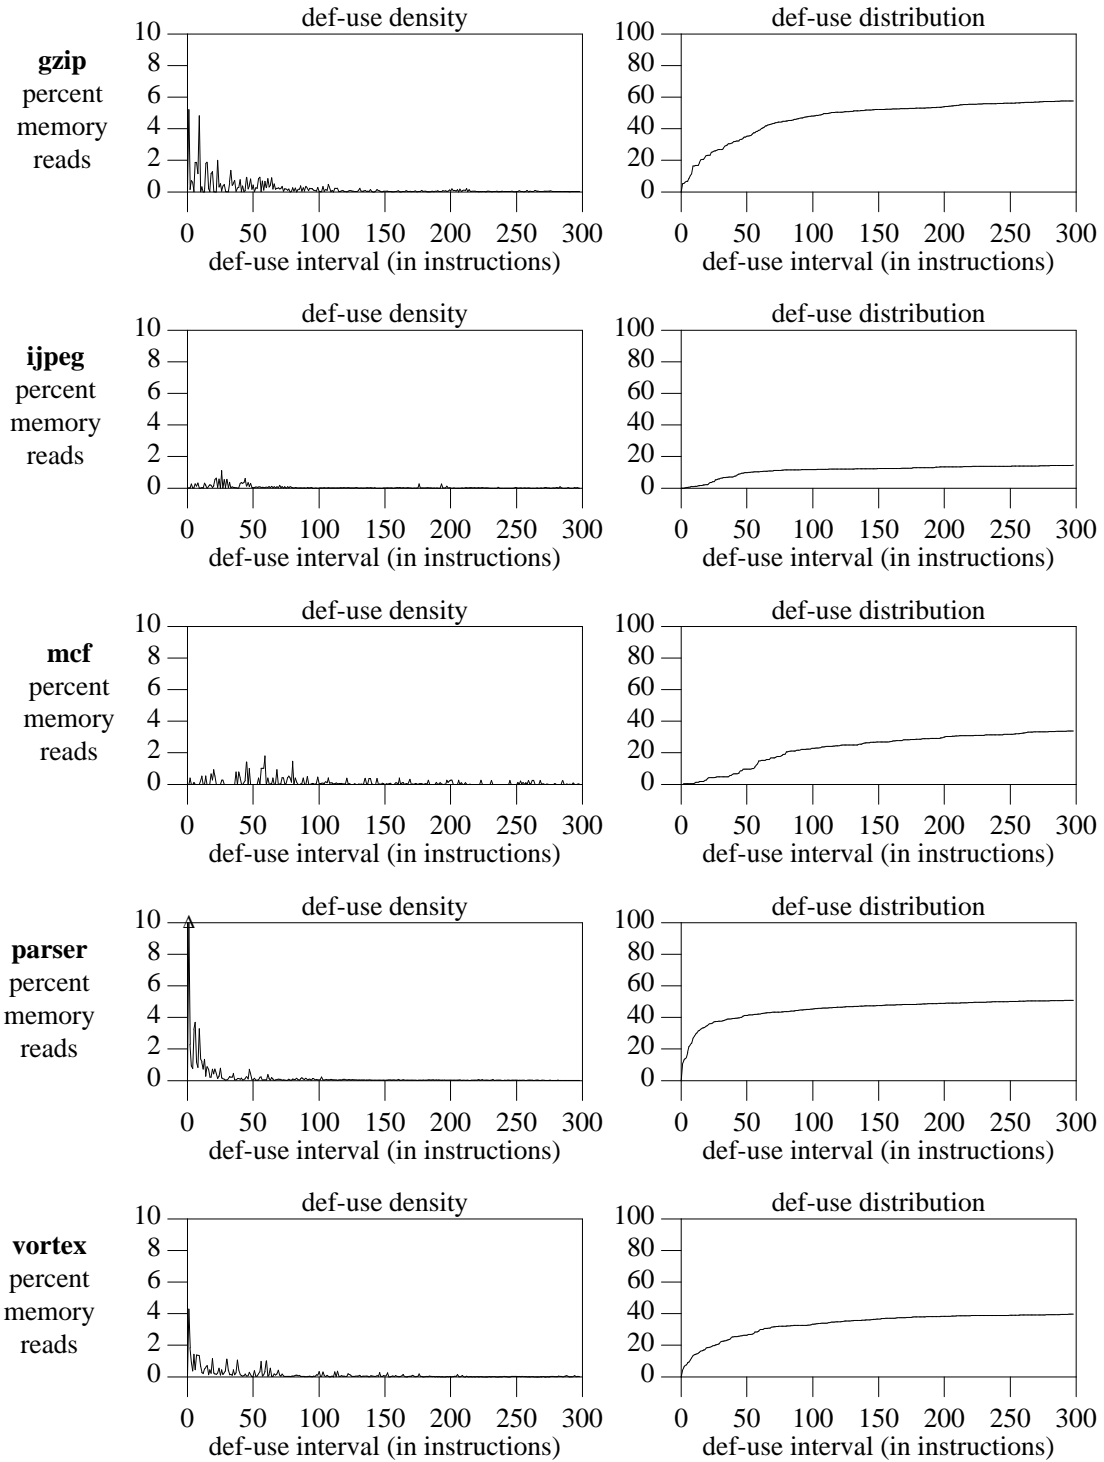 def-use density
def-use distribution
gzip
percent
memory
reads
10
8
6
4
2
0
0 50 100 150 200 250 300
def-use interval (in instructions)
100
80
60
40
20
0
0 50 100 150 200 250 300
def-use interval (in instructions)
def-use density
def-use distribution
ijpeg
percent
memory
reads
10
8
6
4
2
0
0 50 100 150 200 250 300
def-use interval (in instructions)
100
80
60
40
20
0
0 50 100 150 200 250 300
def-use interval (in instructions)
def-use density
def-use distribution
mcf
percent
memory
reads
10
8
6
4
2
0
0 50 100 150 200 250 300
def-use interval (in instructions)
100
80
60
40
20
0
0 50 100 150 200 250 300
def-use interval (in instructions)
def-use density
def-use distribution
parser
percent
memory
reads
10
8
6
4
2
0
0 50 100 150 200 250 300
def-use interval (in instructions)
100
80
60
40
20
0
0 50 100 150 200 250 300
def-use interval (in instructions)
def-use density
def-use distribution
vortex
percent
memory
reads
10
8
6
4
2
0
0 50 100 150 200 250 300
def-use interval (in instructions)
100
80
60
40
20
0
0 50 100 150 200 250 300
def-use interval (in instructions)